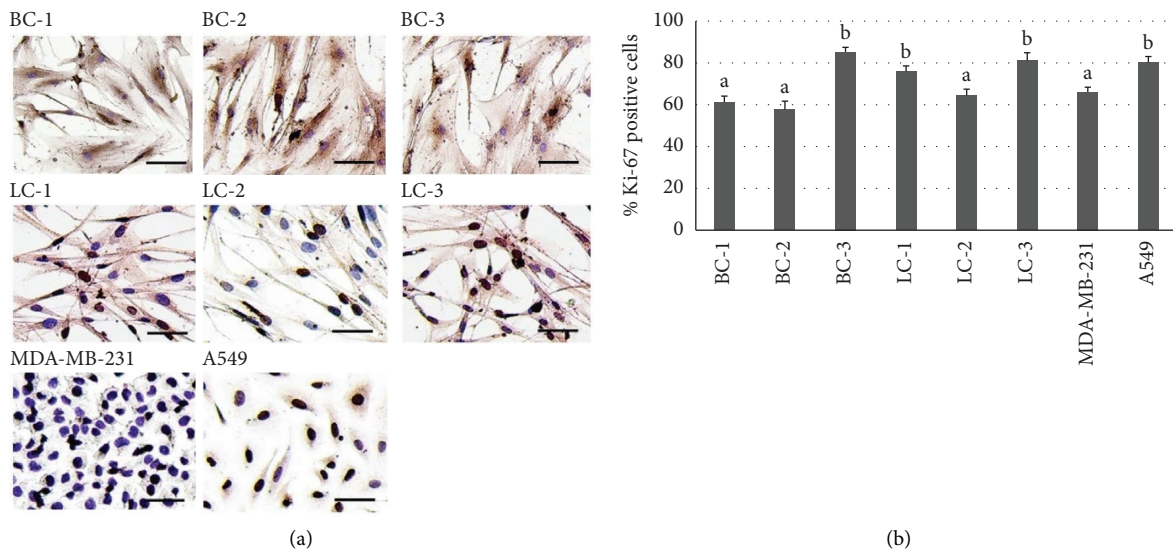 BC-1 BC-2 BC-3
LC-1 LC-2 LC-3
MDA-MB-231 A549
(a)
% Ki-67 positive cells
100
80
60
40
20
0
a a b b a b a b
BC-1
BC-2
BC-3
LC-1
LC-2
LC-3
MDA-MB-231
A549
(b)